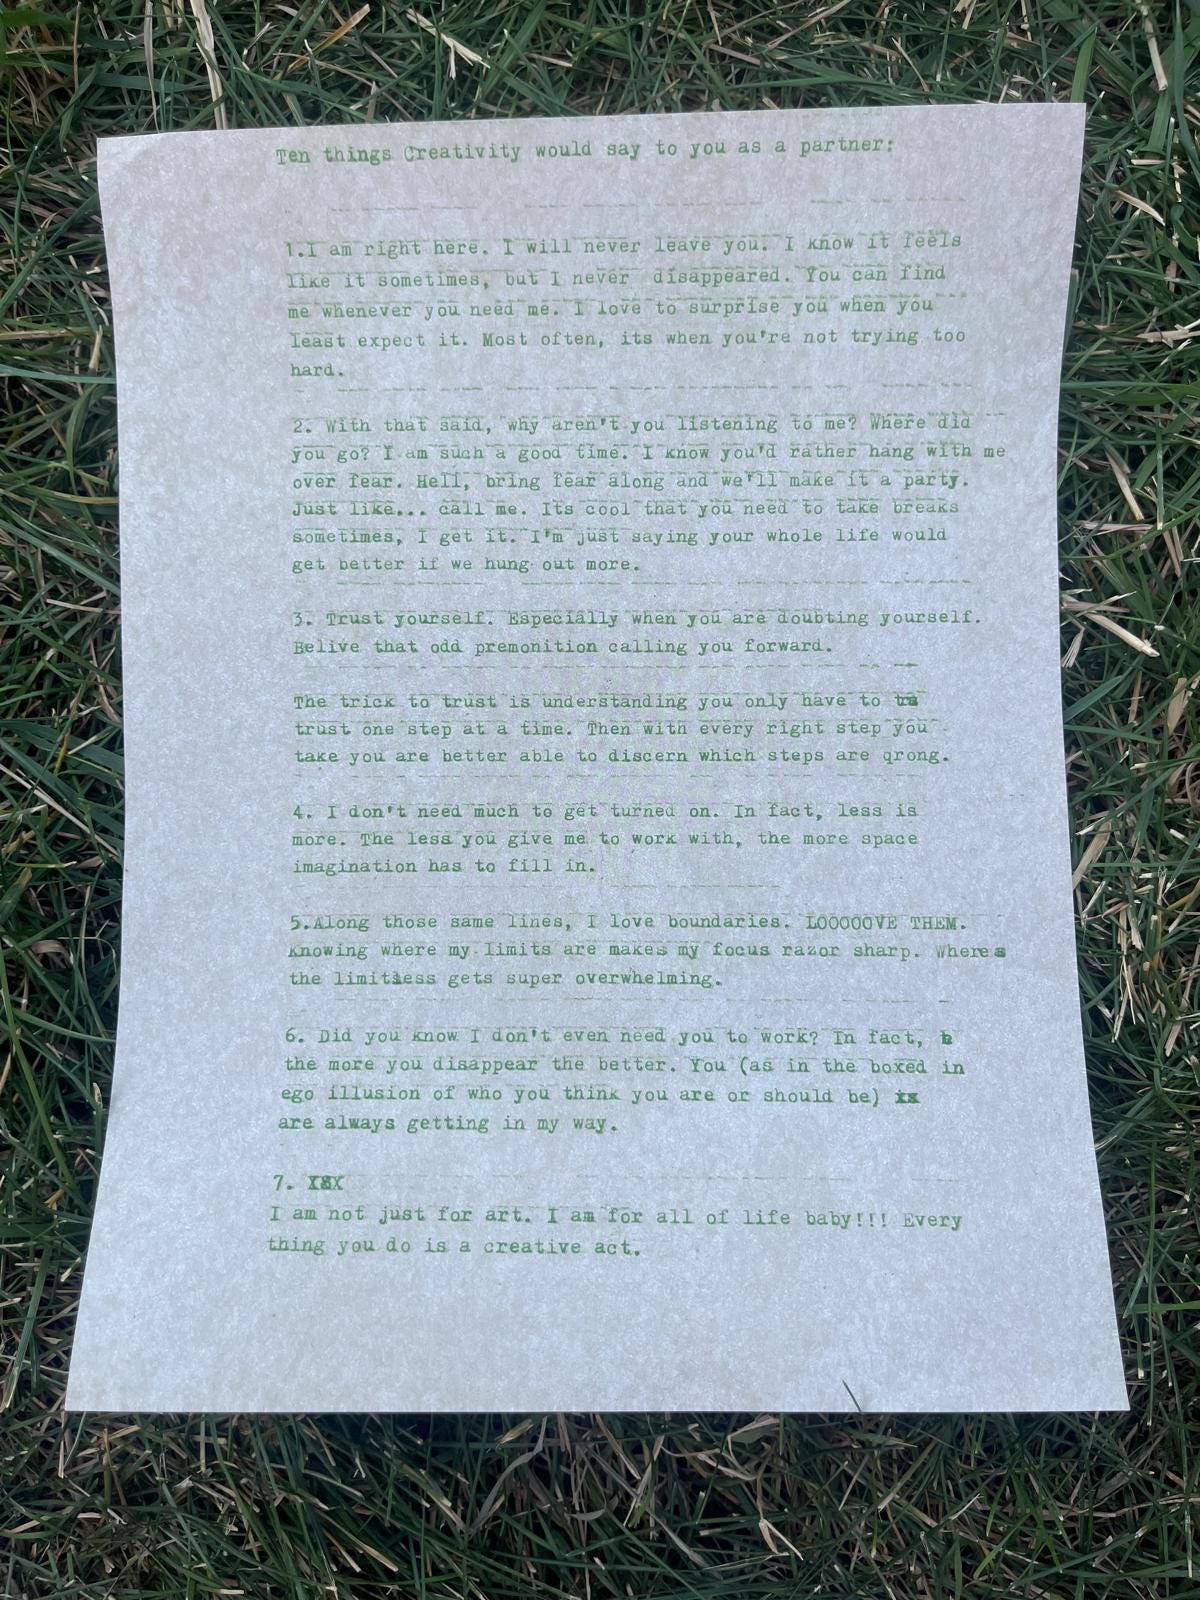 Ten things Creativity would say to you as a partner:
1.I am right here. I will never leave you. I know it feels
like it sometimes, but I never disappeared. You can find
me whenever you need me. I love to surprise you when you
least expect it. Most often, its when you're not trying too
hard.
2. With that said, why aren't you listening to me? Where did
you go? I am such a good time. I know you'd rather hang with me
over fear. Hell, bring fear along and we'll make it a party.
Just like... call me. Its cool that you need to take breaks
sometimes, I get it. I'm just saying your whole life would
get better if we hung out more.
3. Trust yourself. Especially when you are doubting yourself.
Belive that odd premonition calling you forward.
The trick to trust is understanding you only have to
trust one step at a time. Then with every right step you
take you are better able to discern which steps are qrong.
4. I don't need much to get turned on. In fact, less is
more. The less you give me to work with, the more space
imagination has to fill in.
5.Along those same lines, I love boundaries. LOOOOOVE THEM.
Knowing where my limits are makes my focus razor sharp. Wheres
the limitless gets super overwhelming.
6. Did you know I don't even need you to work? In fact,
the more you disappear the better. You (as in the boxed in
ego illusion of who you think you are or should be)
are always getting in my way.
7.
I am not just for art. I am for all of life baby!!! Every
thing you do is a creative act.